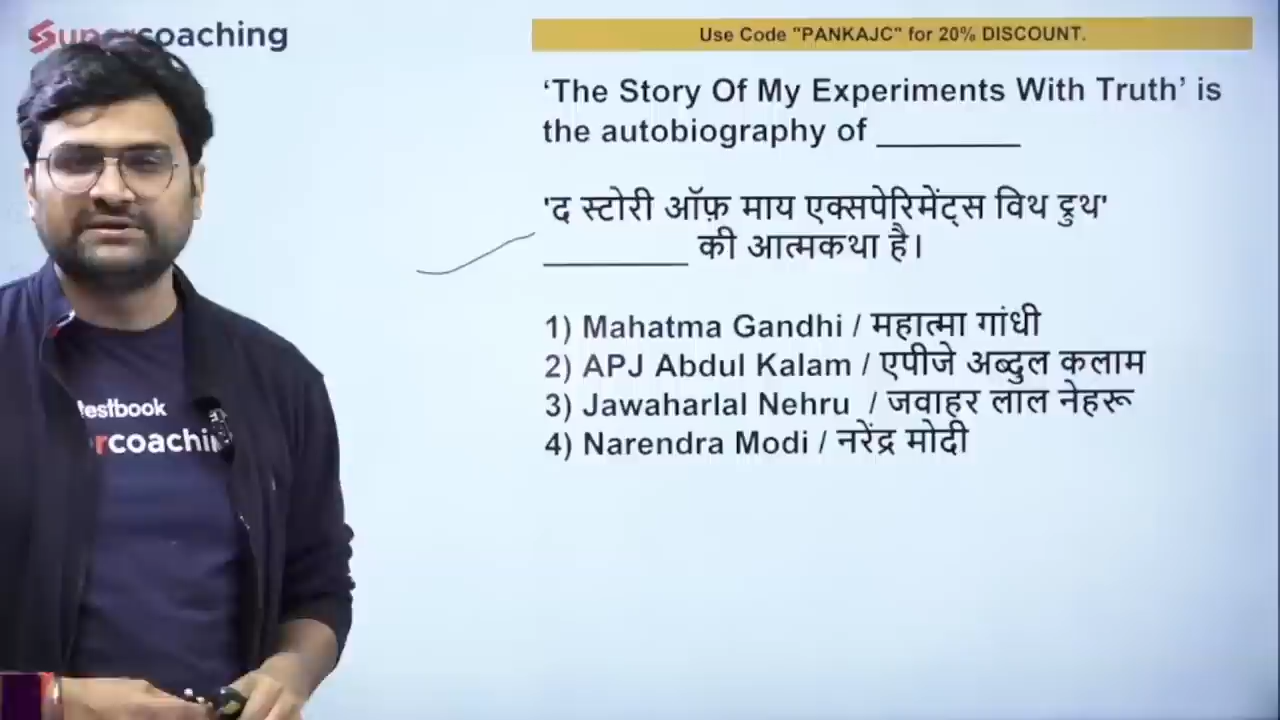 Supercoaching
Use Code "PANKAJC" for 20% DISCOUNT.
‘The Story Of My Experiments With Truth’ is
the autobiography of ________
'द स्टोरी ऑफ़ माय एक्सपेरिमेंट्स विथ ट्रुथ'
________ की आत्मकथा है।
1) Mahatma Gandhi / महात्मा गांधी
2) APJ Abdul Kalam / एपीजे अब्दुल कलाम
3) Jawaharlal Nehru / जवाहर लाल नेहरू
4) Narendra Modi / नरेंद्र मोदी
testbook
rcoachin